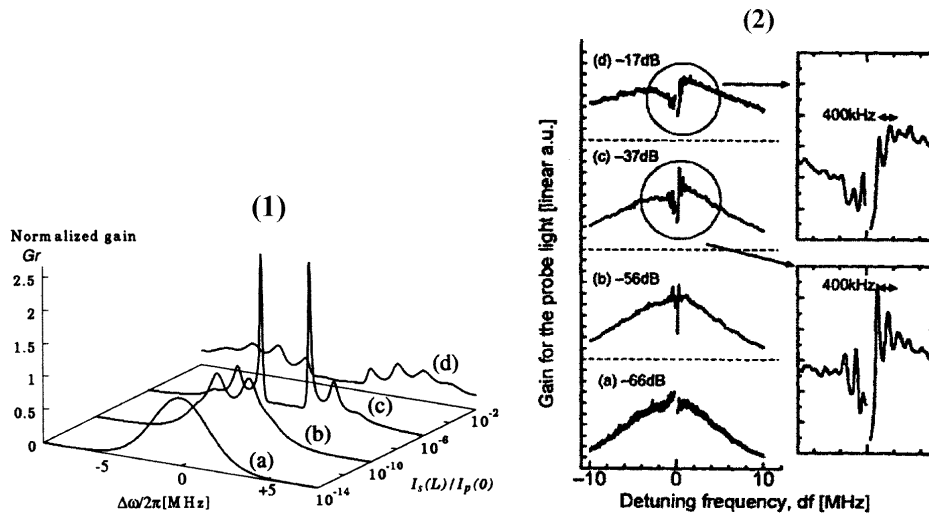 (1)
Normalized gain
Gr
2.5
2
1.5
1
0.5
0
-5
0
+5
Δω/2π[MHz]
(a)
(b)
(c)
(d)
10⁻¹⁴
10⁻¹⁰
10⁻⁶
10⁻²
I_s(L)/I_p(0)
(2)
Gain for the probe light [linear a.u.]
(d) −17dB
(c) −37dB
(b) −56dB
(a) −66dB
400kHz
400kHz
−10
0
10
Detuning frequency, df [MHz]